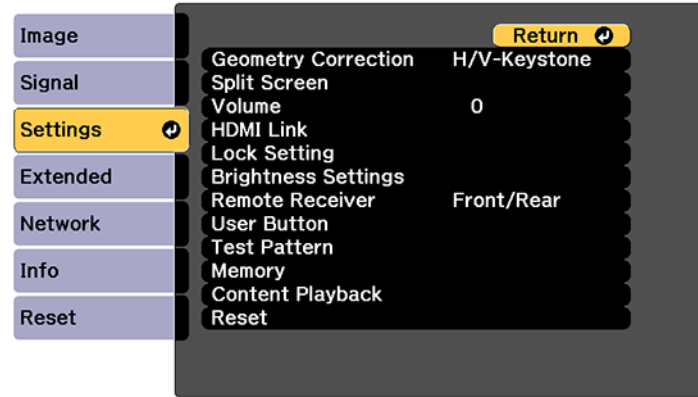 Image
Signal
Settings
Extended
Network
Info
Reset
Return
Geometry Correction H/V-Keystone
Split Screen
Volume 0
HDMI Link
Lock Setting
Brightness Settings
Remote Receiver Front/Rear
User Button
Test Pattern
Memory
Content Playback
Reset